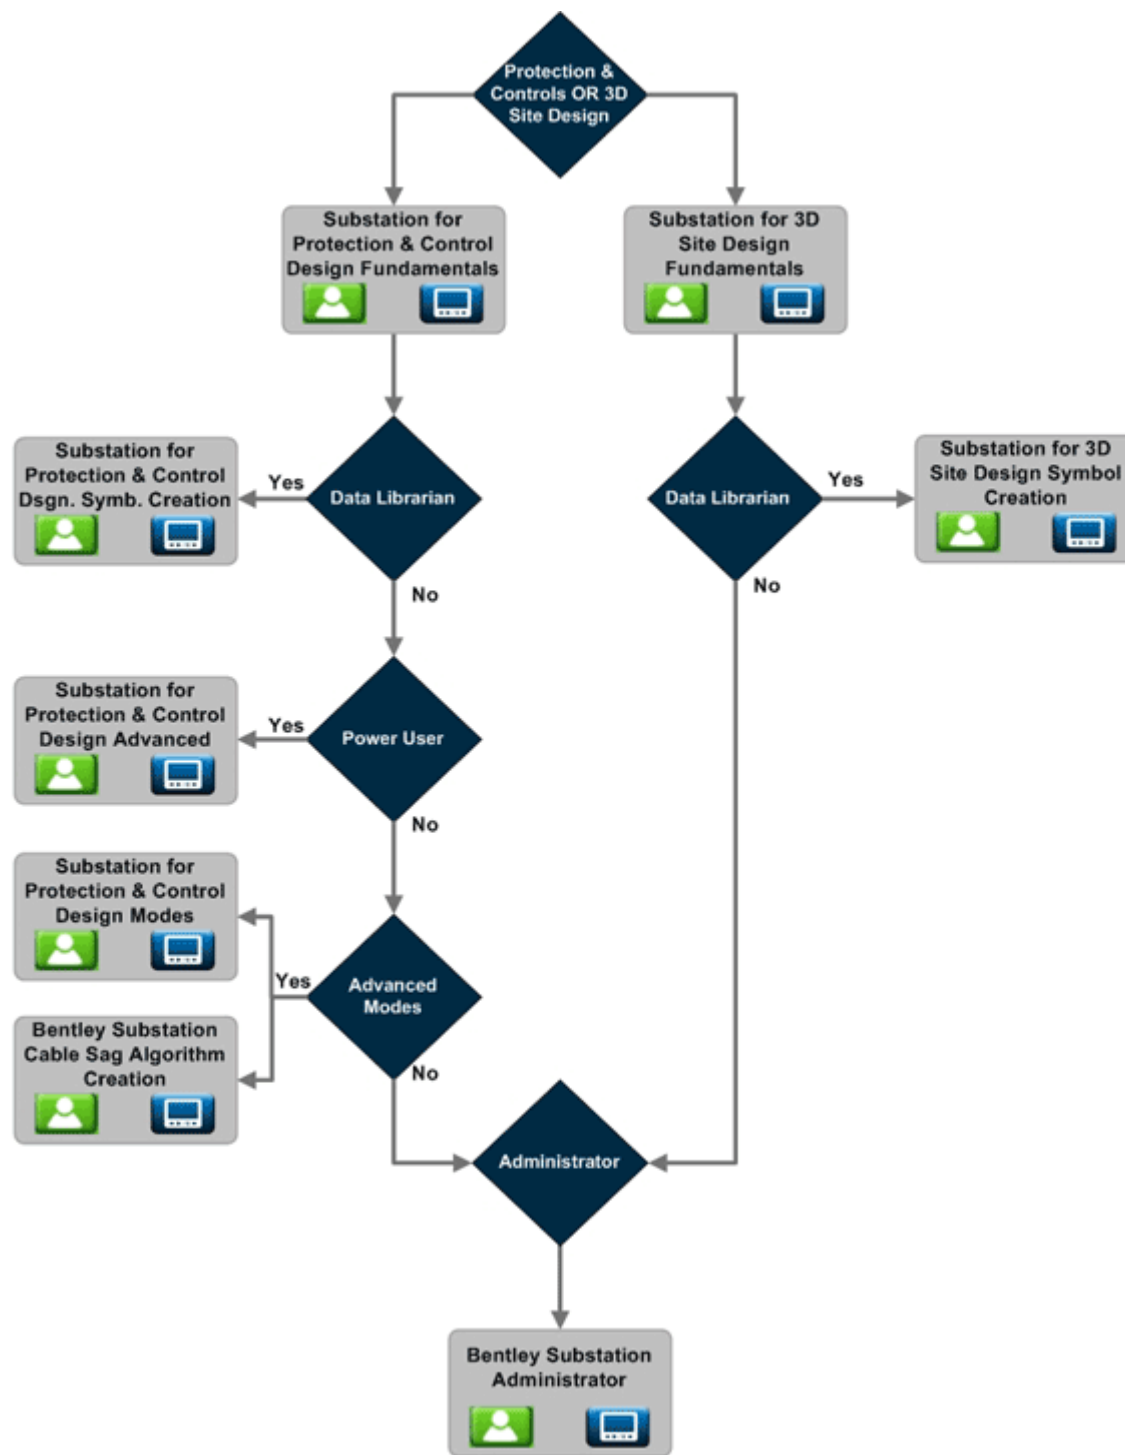 Protection &
Controls OR 3D
Site Design
Substation for
Protection & Control
Design Fundamentals
Substation for 3D
Site Design
Fundamentals
Substation for
Protection & Control
Dsgn. Symb. Creation
Yes
Data Librarian
No
Data Librarian
Yes
No
Substation for 3D
Site Design Symbol
Creation
Substation for
Protection & Control
Design Advanced
Yes
Power User
No
Substation for
Protection & Control
Design Modes
Yes
Advanced
Modes
No
Bentley Substation
Cable Sag Algorithm
Creation
Administrator
Bentley Substation
Administrator